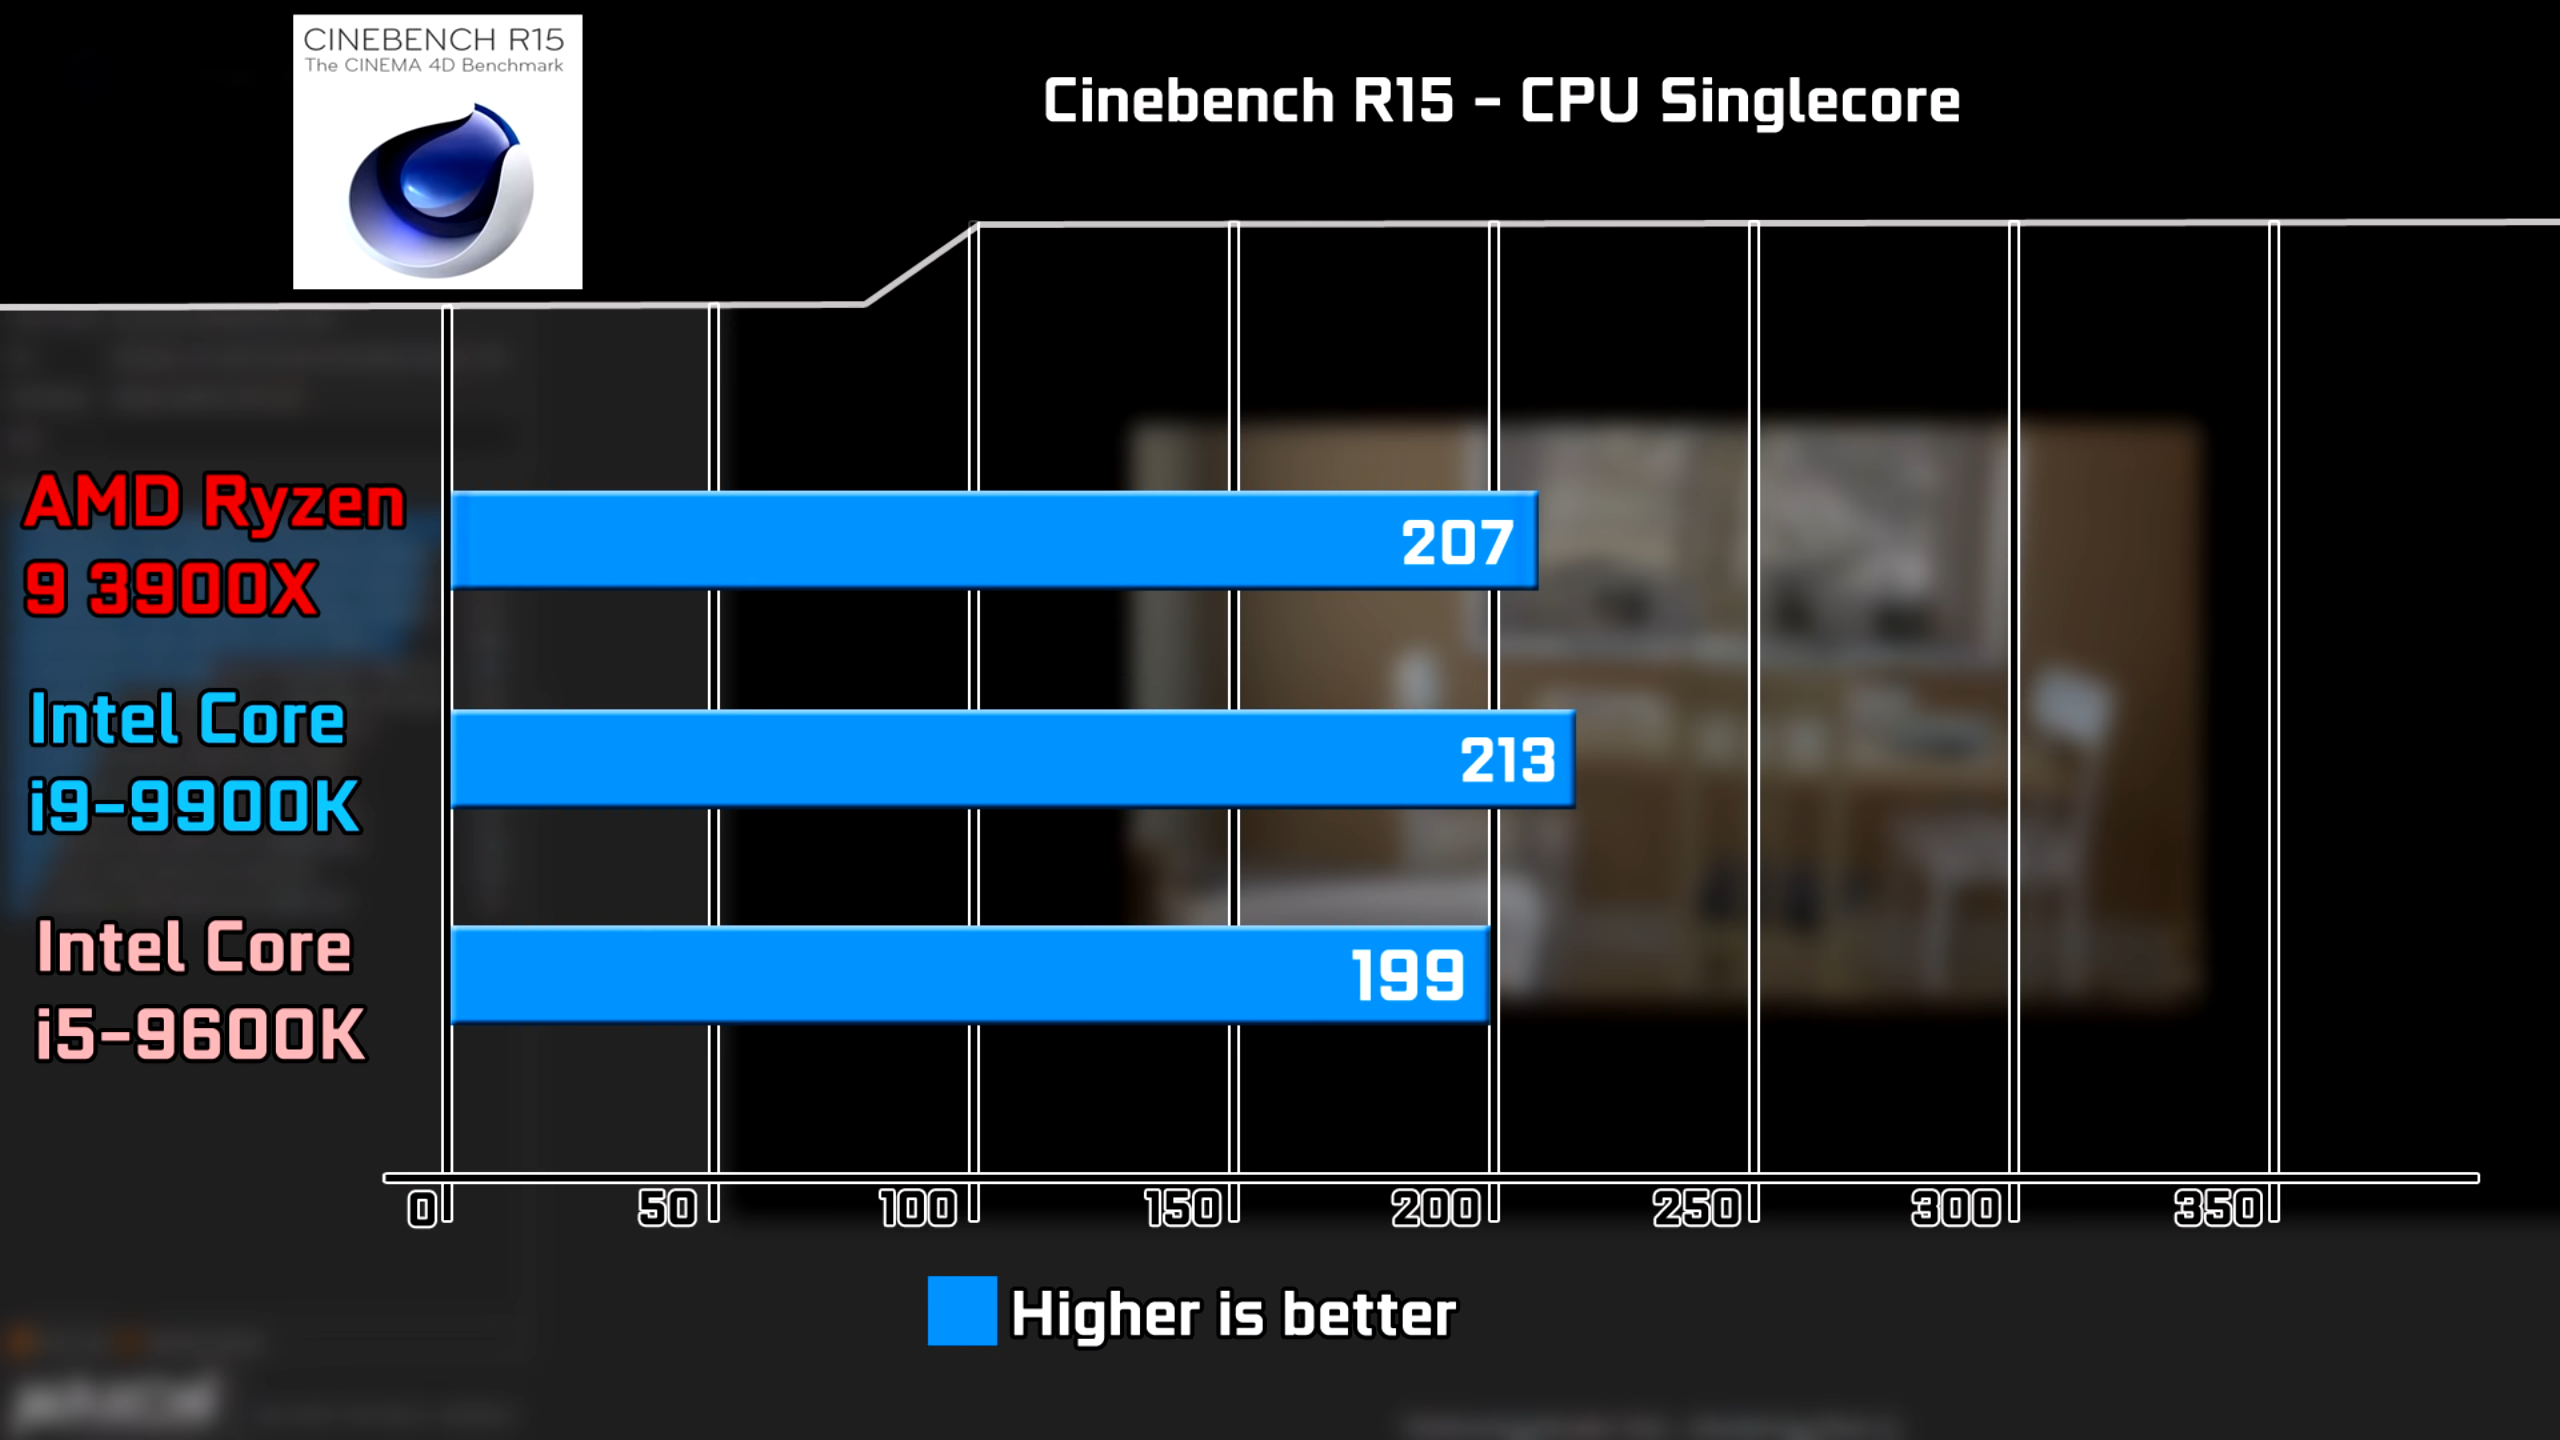 CINEBENCH R15
The CINEMA 4D Benchmark
Cinebench R15 - CPU Singlecore
AMD Ryzen
9 3900X
207
Intel Core
i9-9900K
213
Intel Core
i5-9600K
199
0 50 100 150 200 250 300 350
Higher is better